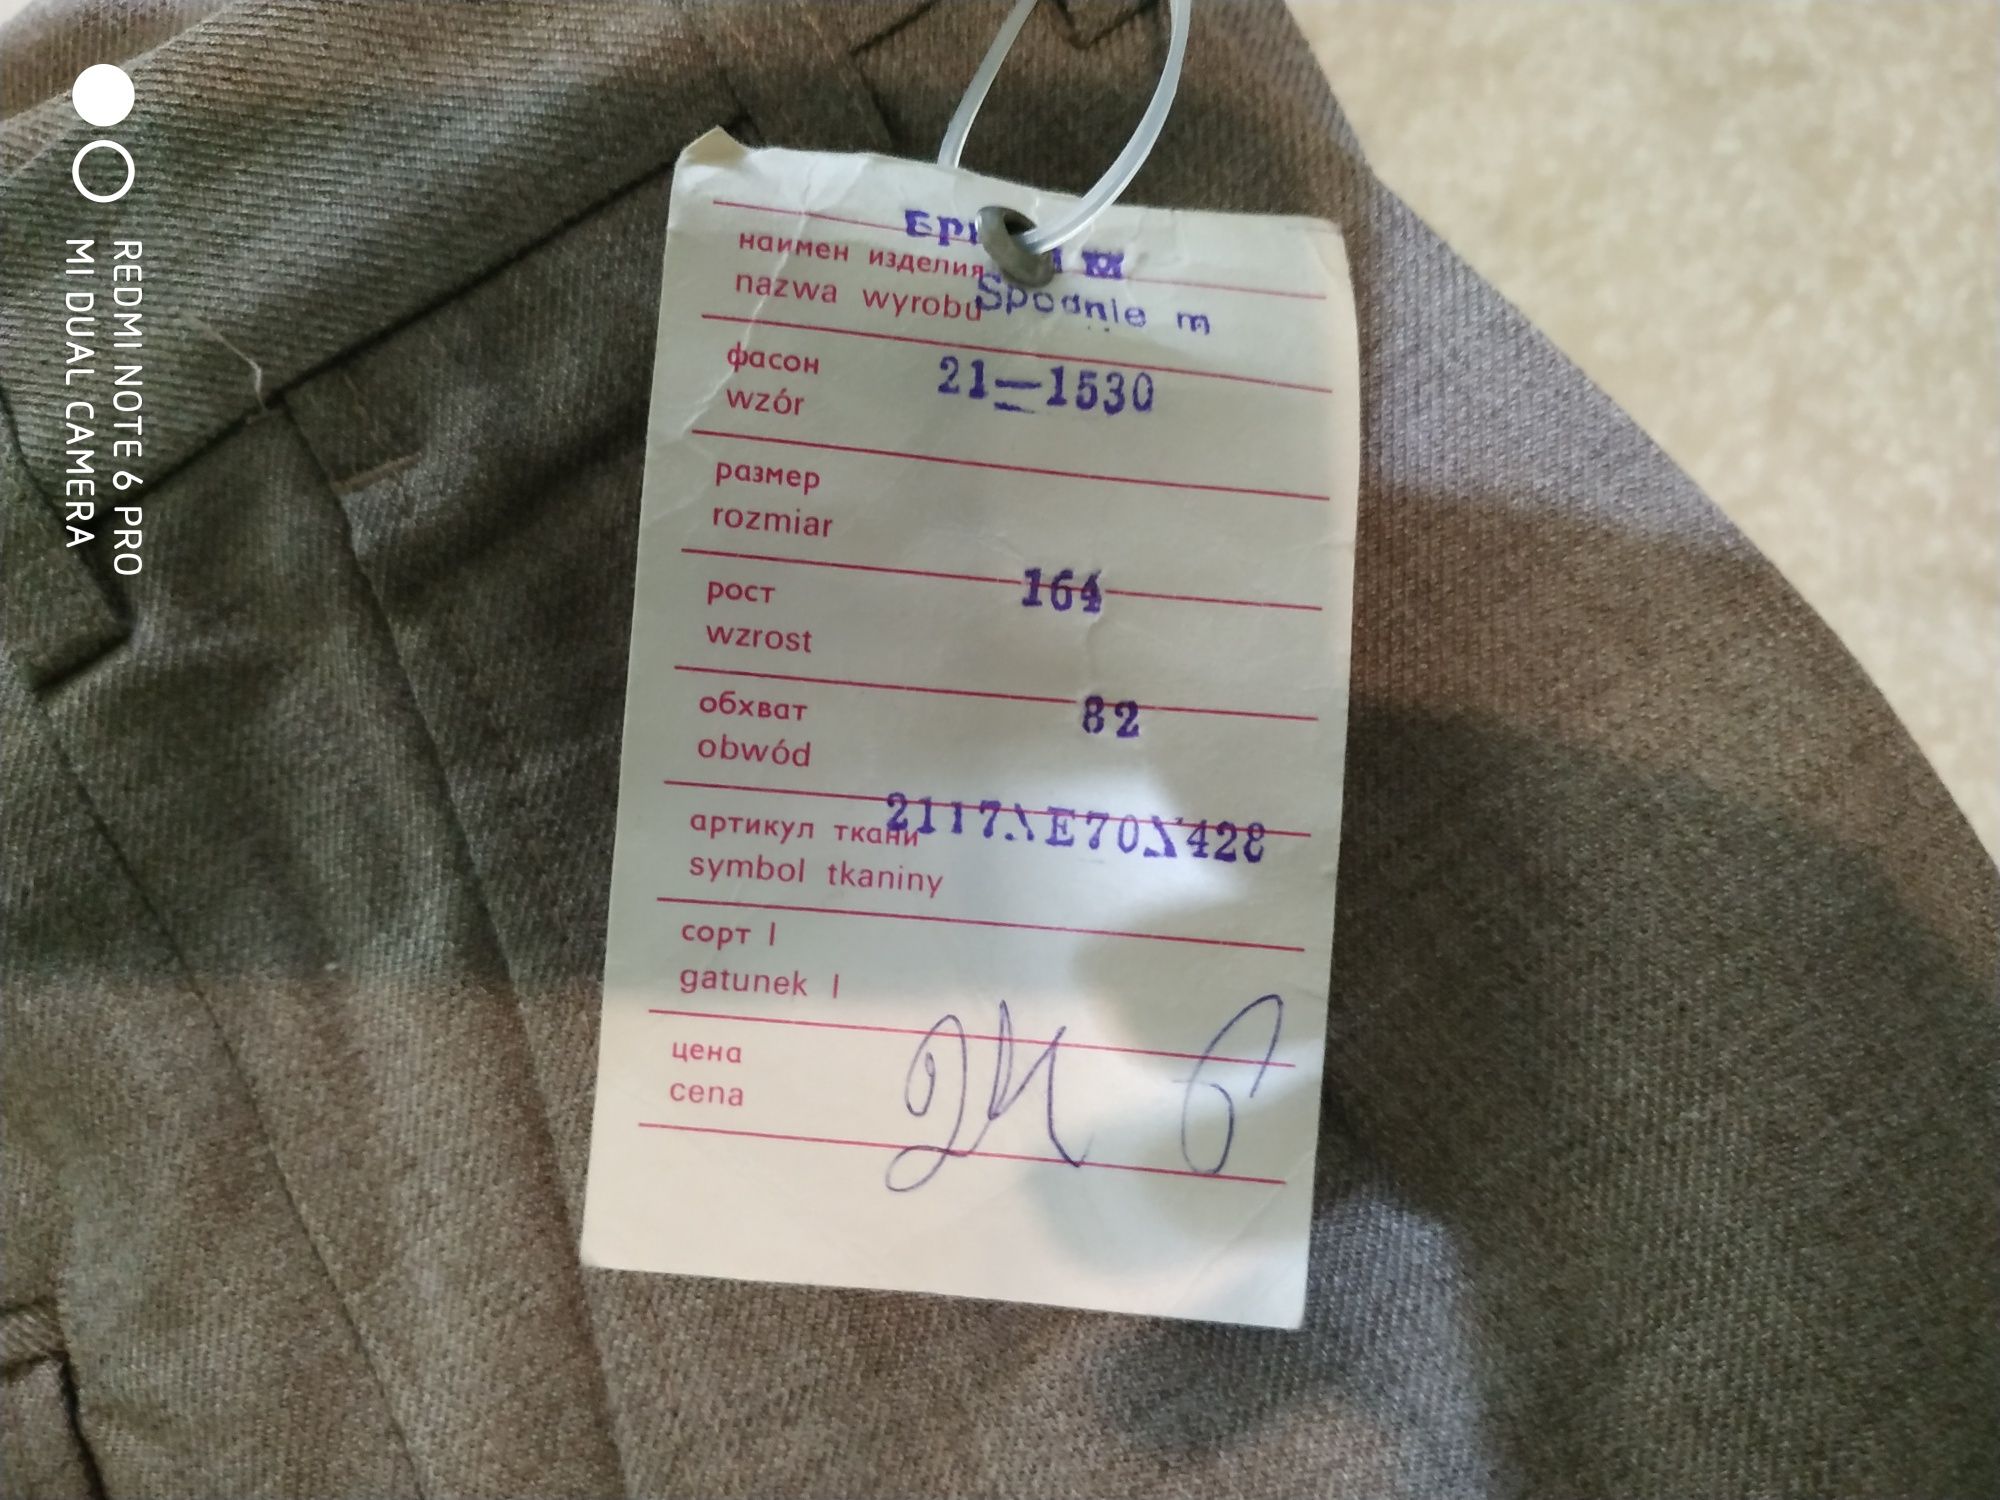 наимен изделия
nazwa wyrobu Spodnie m
фасон 21-1530
wzór
размер
rozmiar
рост 164
wzrost
обхват 82
obwód
артикул ткани
symbol tkaniny
сорт I
gatunek I
цена
cena
REDMI NOTE 6 PRO
MI DUAL CAMERA